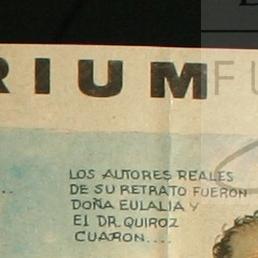 RIUM
LOS AUTORES REALES
DE SU RETRATO FUERON
DOÑA EULALIA Y
El DR. QUIROZ
CUARON....